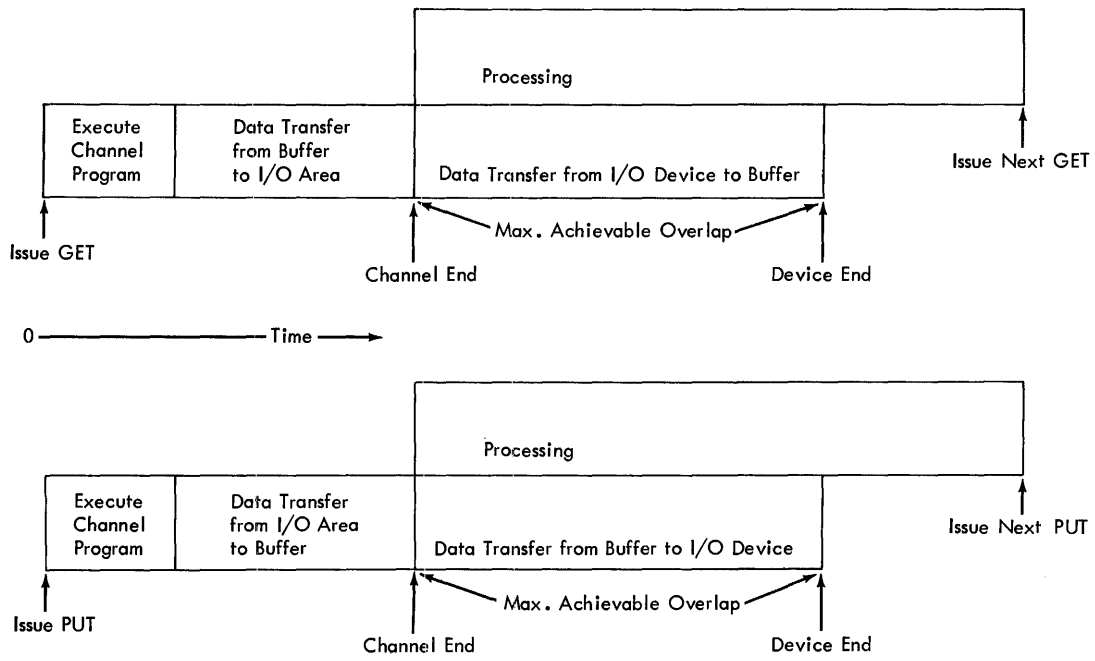 Processing
Execute
Channel
Program
Data Transfer
from Buffer
to I/O Area
Data Transfer from I/O Device to Buffer
Issue Next GET
Max. Achievable Overlap
Issue GET
Channel End
Device End
0
Time
Processing
Execute
Channel
Program
Data Transfer
from I/O Area
to Buffer
Data Transfer from Buffer to I/O Device
Issue Next PUT
Max. Achievable Overlap
Issue PUT
Channel End
Device End